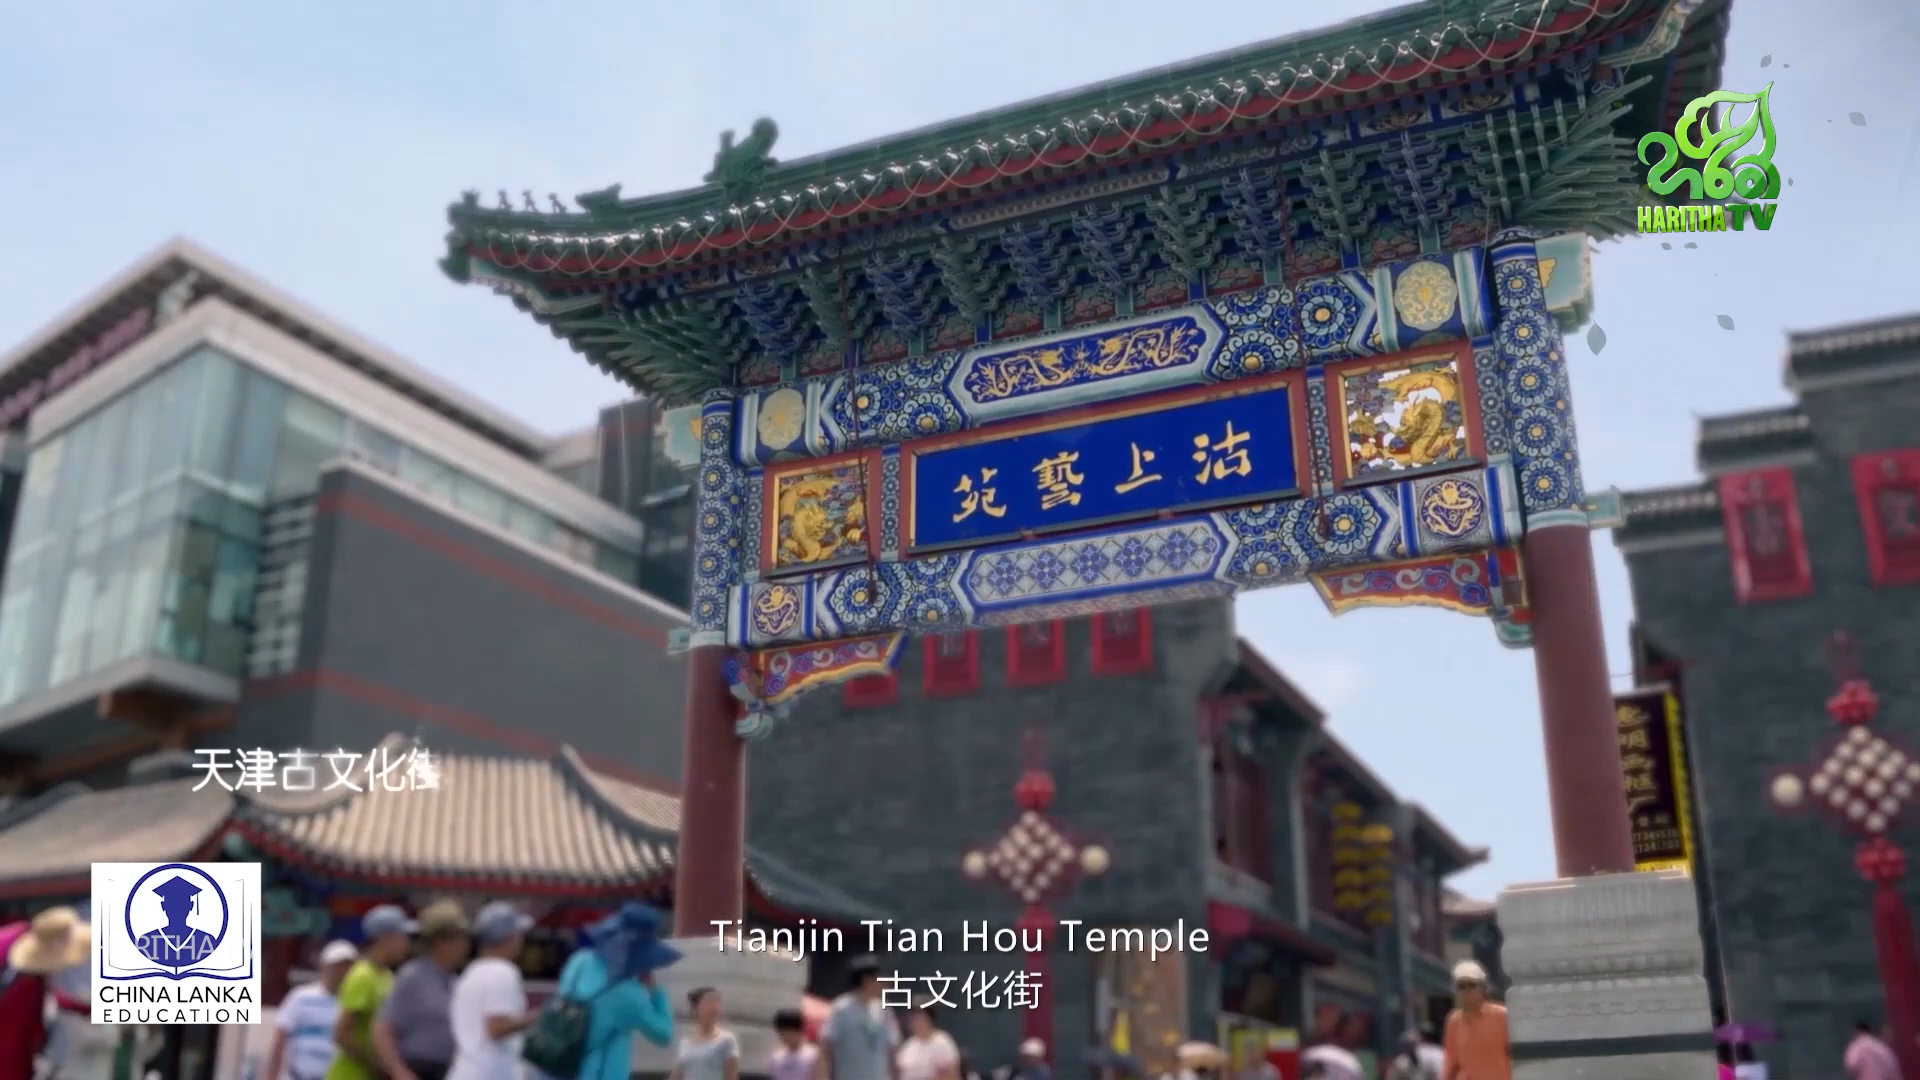 හරිත
HARITHA TV
苑藝上沽
天津古文化街
CHINA LANKA
EDUCATION
Tianjin Tian Hou Temple
古文化街